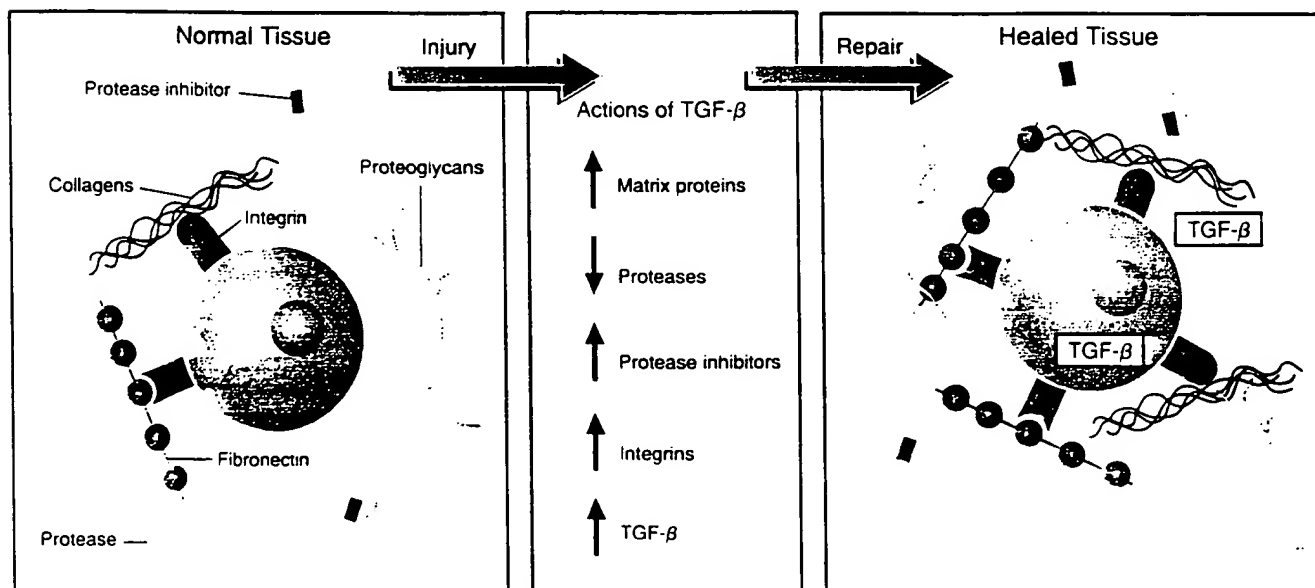 Normal Tissue
Injury
Repair
Healed Tissue
Protease inhibitor
Collagens
Integrin
Proteoglycans
Fibronectin
Protease
Actions of TGF-β
Matrix proteins
Proteases
Protease inhibitors
Integrins
TGF-β
TGF-β
TGF-β